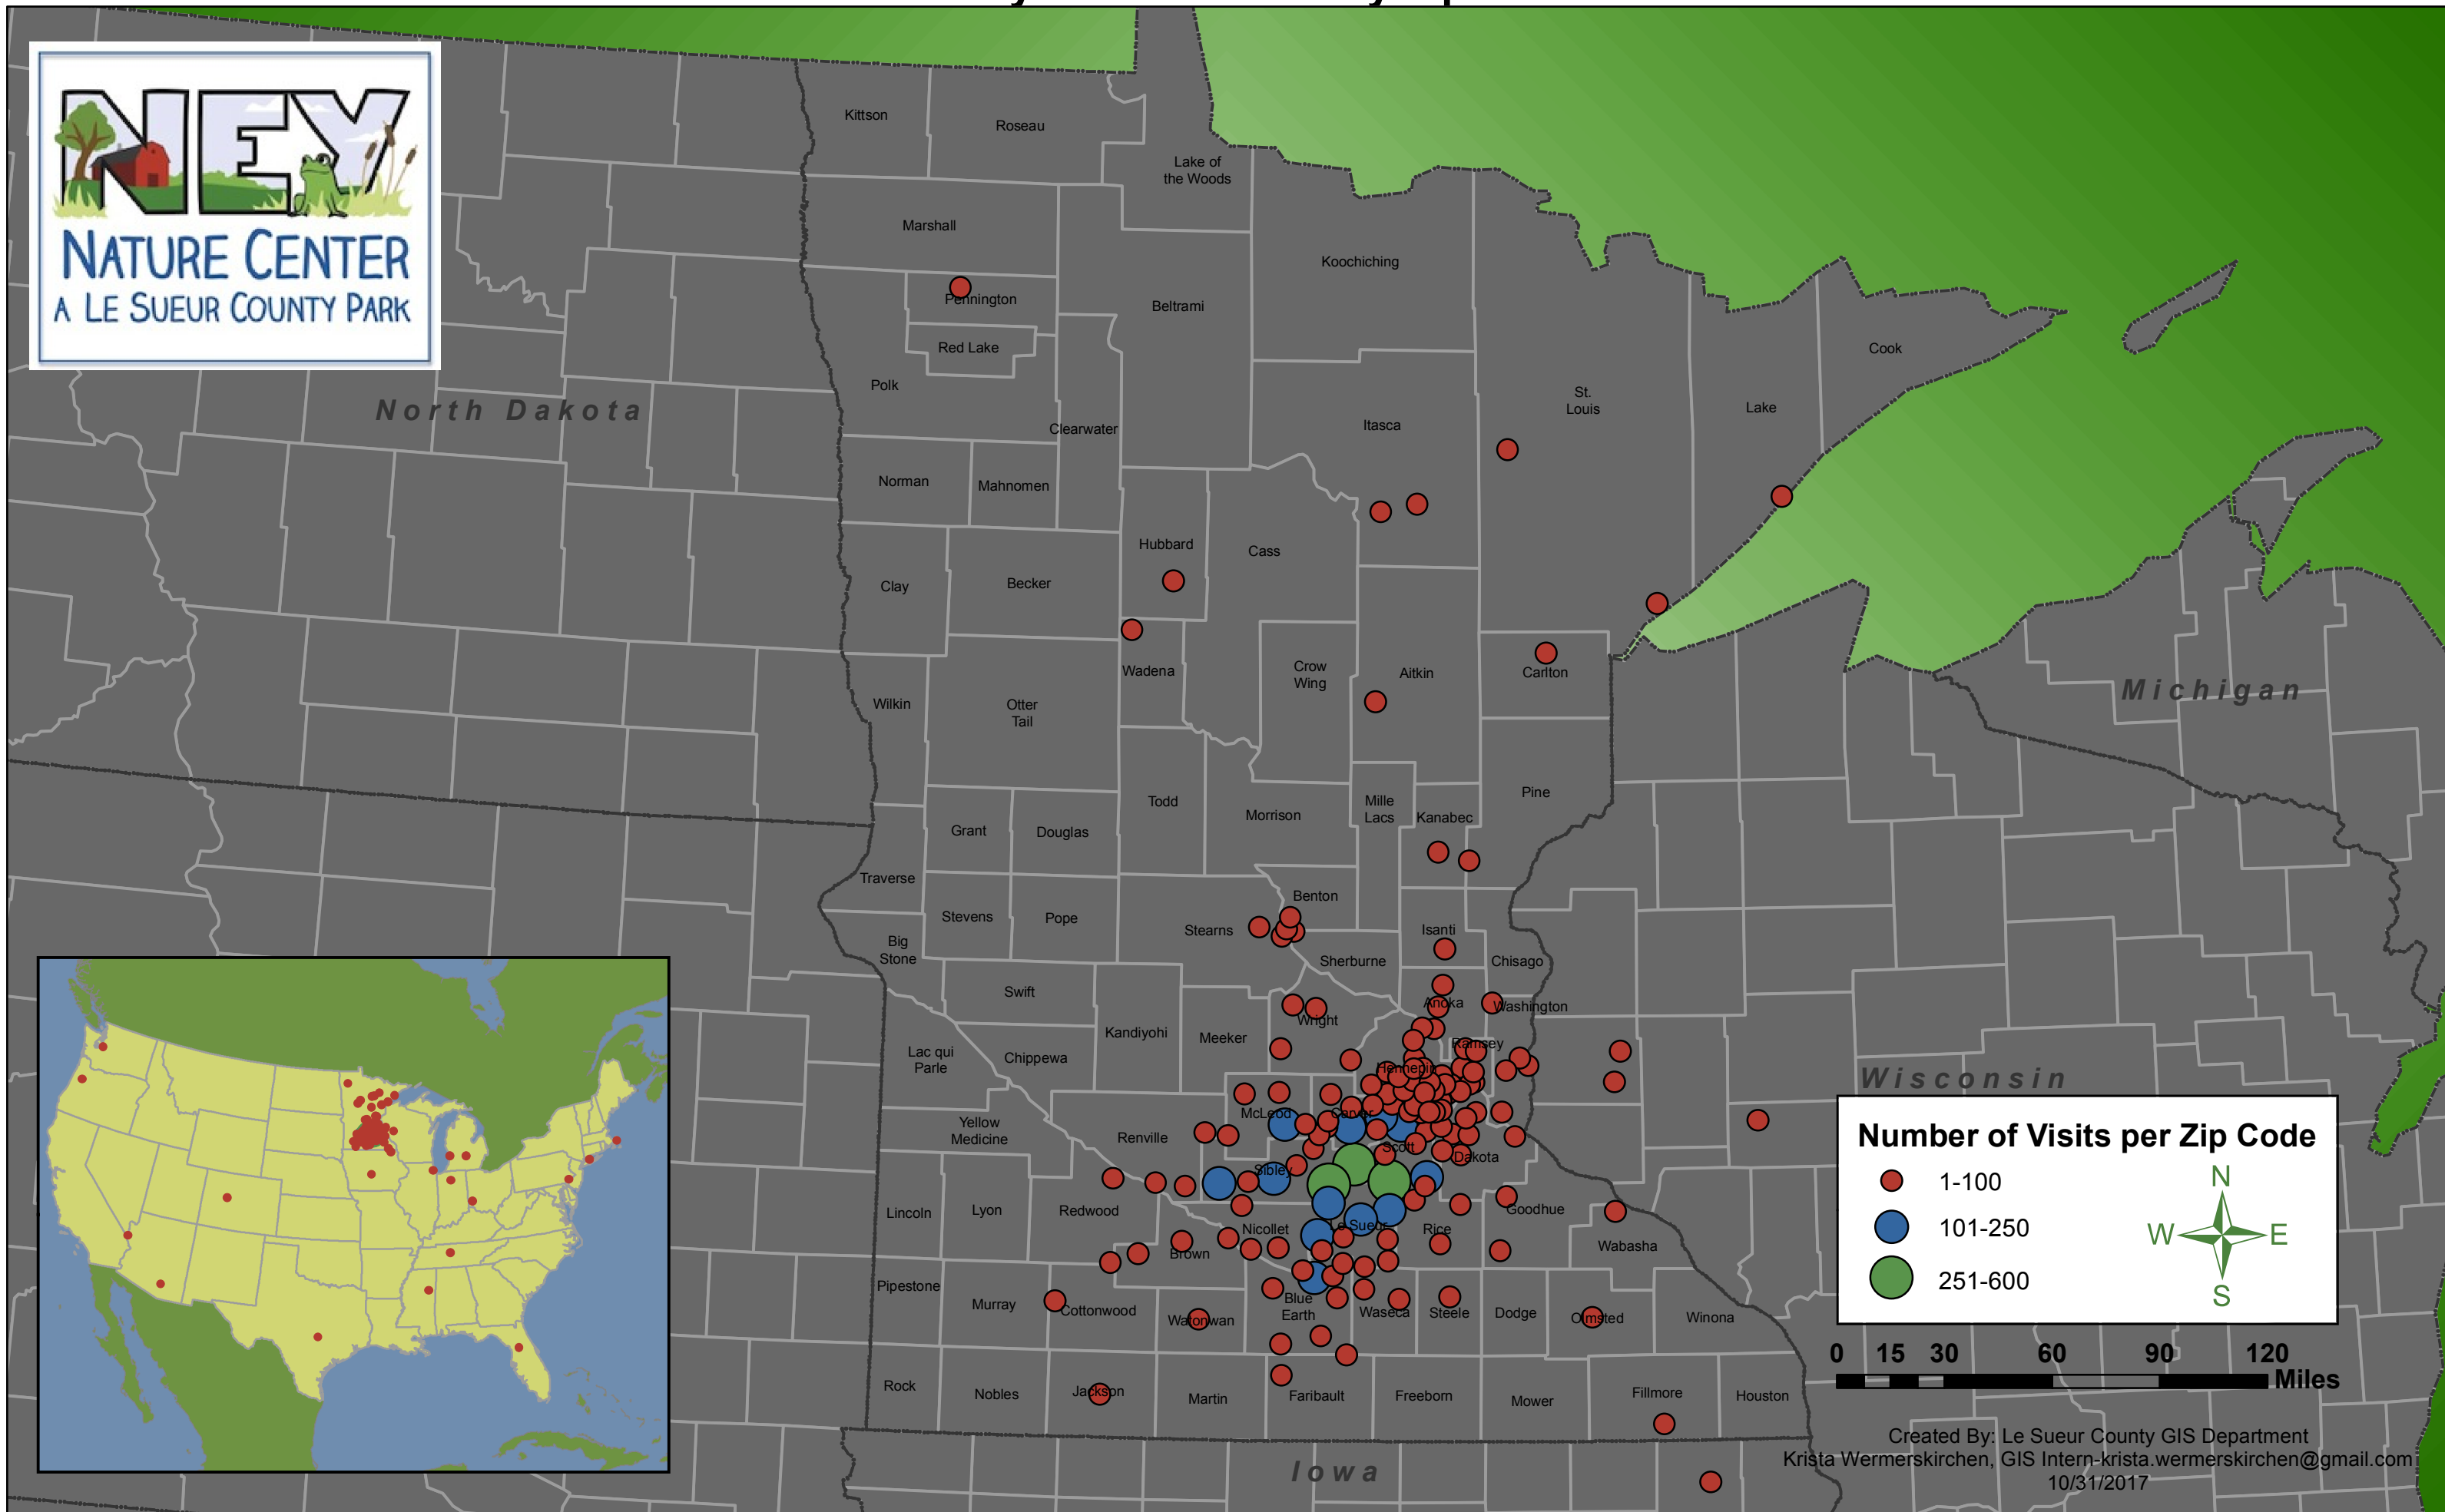 NEY
NATURE CENTER
A LE SUEUR COUNTY PARK
Kittson
Roseau
Lake of
the Woods
Marshall
Koochiching
Pennington
Beltrami
Red Lake
Cook
Polk
St.
Louis
Lake
North Dakota
Itasca
Clearwater
Norman
Mahnomen
Hubbard
Cass
Clay
Becker
Wadena
Crow
Wing
Aitkin
Carlton
Michigan
Wilkin
Otter
Tail
Pine
Todd
Mille
Lacs
Morrison
Kanabec
Grant
Douglas
Traverse
Benton
Stevens
Pope
Stearns
Isanti
Big
Stone
Sherburne
Chisago
Swift
Anoka
Washington
Wright
Kandiyohi
Meeker
Ramsey
Lac qui
Parle
Chippewa
Hennepin
Wisconsin
McLeod
Carver
Yellow
Medicine
Renville
Scott
Dakota
Sibley
Lincoln
Lyon
Redwood
Goodhue
Nicollet
Le Sueur
Rice
Brown
Wabasha
Pipestone
Murray
Cottonwood
Watonwan
Blue
Earth
Waseca
Steele
Dodge
Olmsted
Winona
Rock
Nobles
Jackson
Martin
Faribault
Freeborn
Mower
Fillmore
Houston
Iowa
Number of Visits per Zip Code
1-100
101-250
251-600
N
W
E
S
0 15 30 60 90 120
Miles
Created By: Le Sueur County GIS Department
Krista Wermerskirchen, GIS Intern-krista.wermerskirchen@gmail.com
10/31/2017